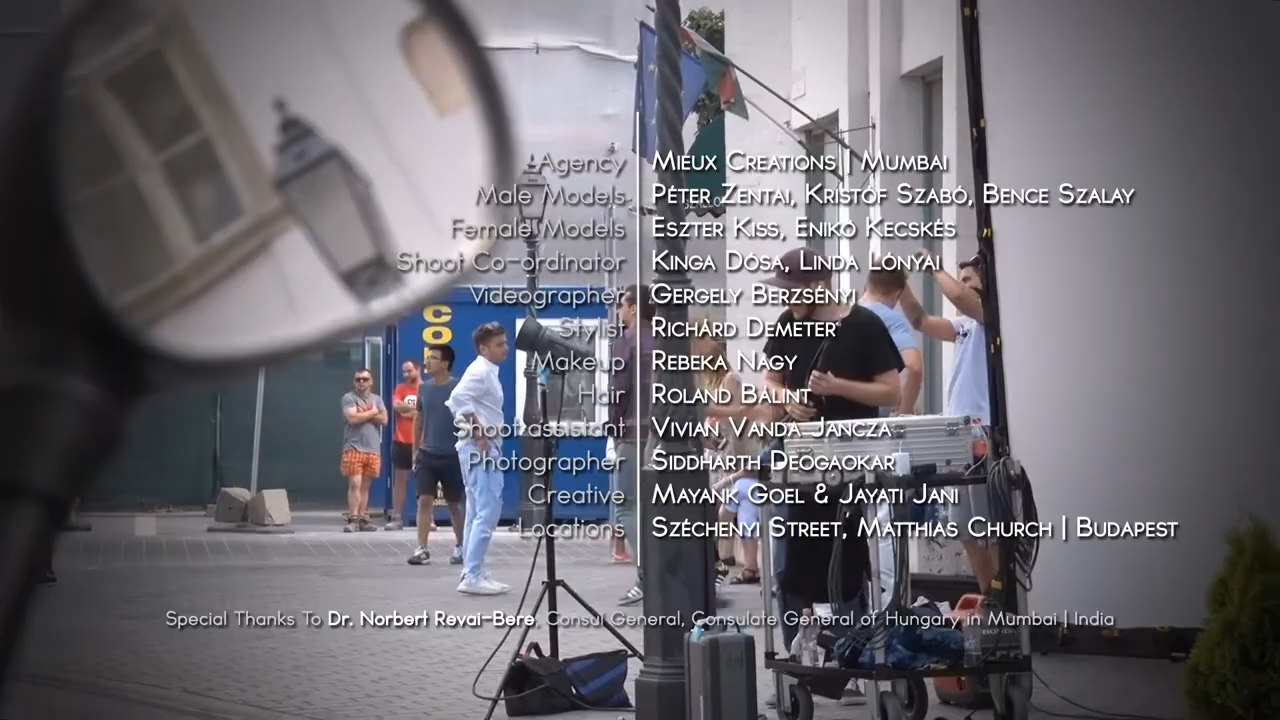 Agency | Mieux Creations | Mumbai
Male Models | Péter Zentai, Kristóf Szabó, Bence Szalay
Female Models | Eszter Kiss, Enikő Kecskés
Shoot Co-ordinator | Kinga Dósa, Linda Lónyai
Videographer | Gergely Berzsényi
Stylist | Richárd Demeter
Makeup | Rebeka Nagy
Hair | Roland Bálint
Shoot assistant | Vivian Vanda Jancza
Photographer | Siddharth Deogaokar
Creative | Mayank Goel & Jayati Jani
Locations | Széchenyi Street, Matthias Church | Budapest
Special Thanks To Dr. Norbert Revai-Bere, Consul General, Consulate General of Hungary in Mumbai | India
CO